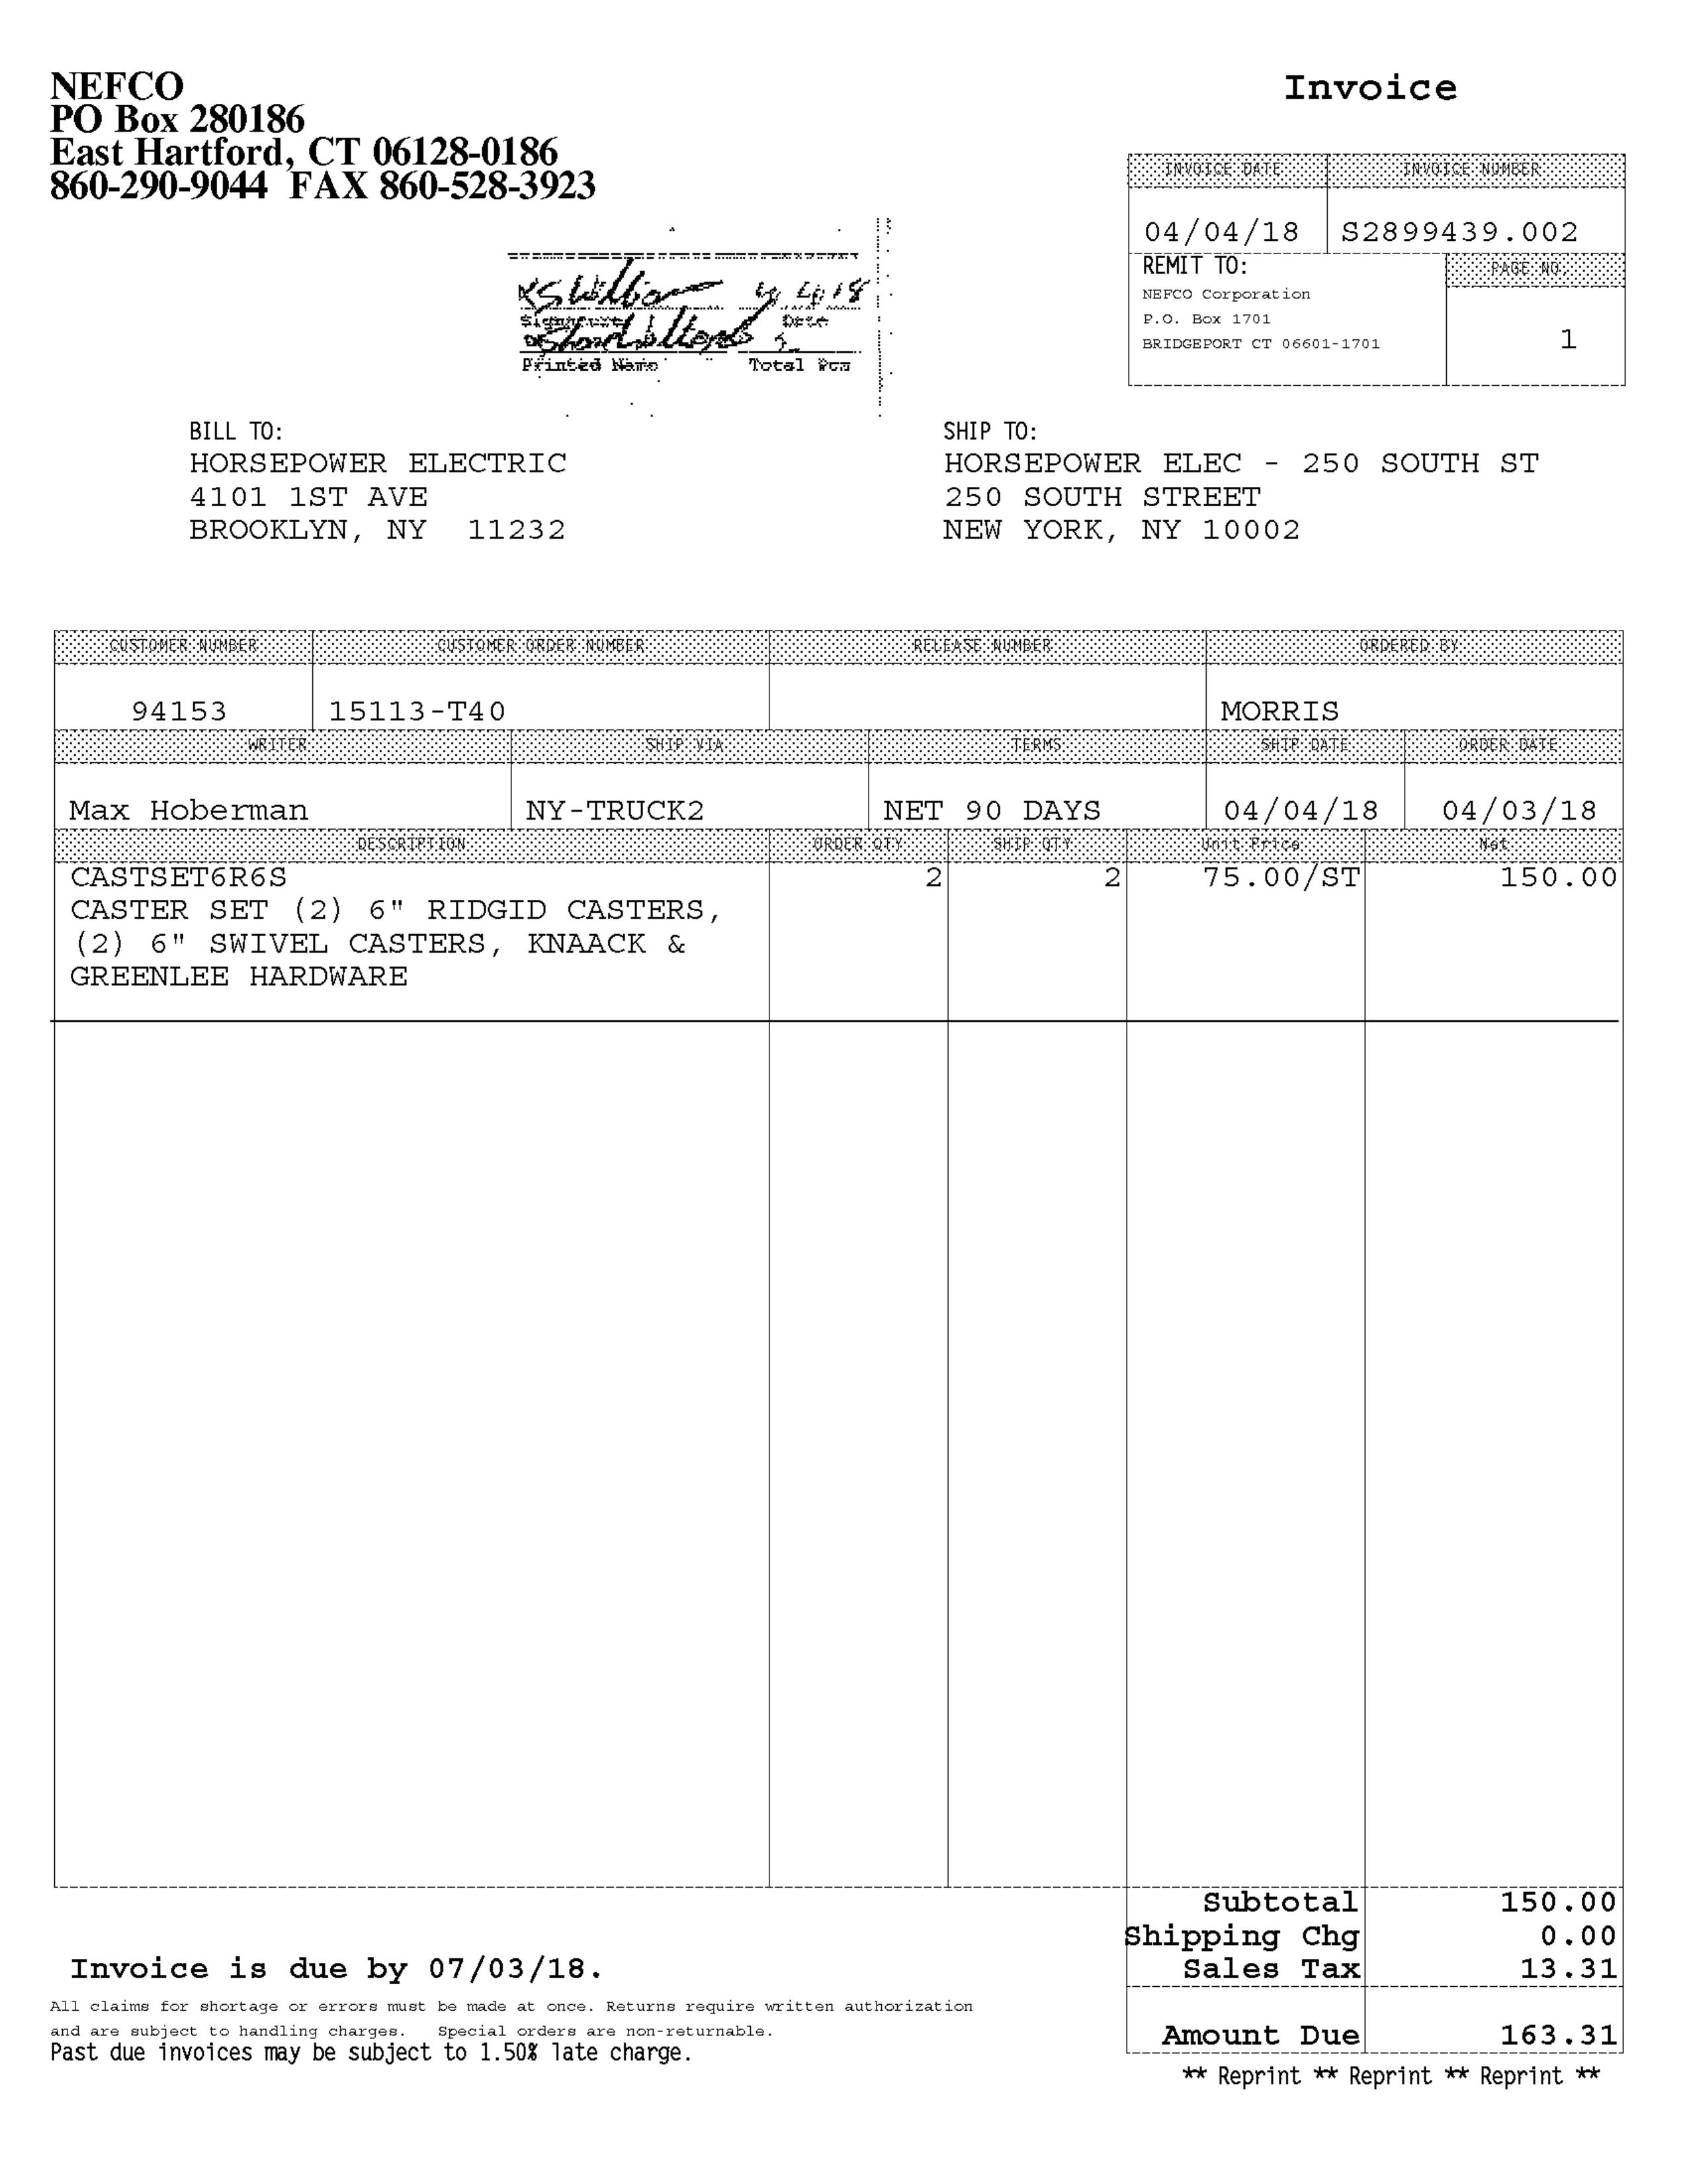 NEFCO
PO Box 280186
East Hartford, CT 06128-0186
860-290-9044 FAX 860-528-3923
Invoice
INVOICE DATE INVOICE NUMBER
04/04/18 S2899439.002
REMIT TO: PAGE NO.
NEFCO Corporation
P.O. Box 1701
BRIDGEPORT CT 06601-1701
1
4 4 18
Signature Date
2
Printed Name Total Pcs
BILL TO:
HORSEPOWER ELECTRIC
4101 1ST AVE
BROOKLYN, NY 11232
SHIP TO:
HORSEPOWER ELEC - 250 SOUTH ST
250 SOUTH STREET
NEW YORK, NY 10002
CUSTOMER NUMBER CUSTOMER ORDER NUMBER RELEASE NUMBER ORDERED BY
94153 15113-T40 MORRIS
WRITER SHIP VIA TERMS SHIP DATE ORDER DATE
Max Hoberman NY-TRUCK2 NET 90 DAYS 04/04/18 04/03/18
DESCRIPTION ORDER QTY SHIP QTY Unit Price Net
CASTSET6R6S 2 2 75.00/ST 150.00
CASTER SET (2) 6" RIDGID CASTERS,
(2) 6" SWIVEL CASTERS, KNAACK &
GREENLEE HARDWARE
Subtotal 150.00
Shipping Chg 0.00
Sales Tax 13.31
Amount Due 163.31
Invoice is due by 07/03/18.
All claims for shortage or errors must be made at once. Returns require written authorization
and are subject to handling charges. Special orders are non-returnable.
Past due invoices may be subject to 1.50% late charge.
** Reprint ** Reprint ** Reprint **